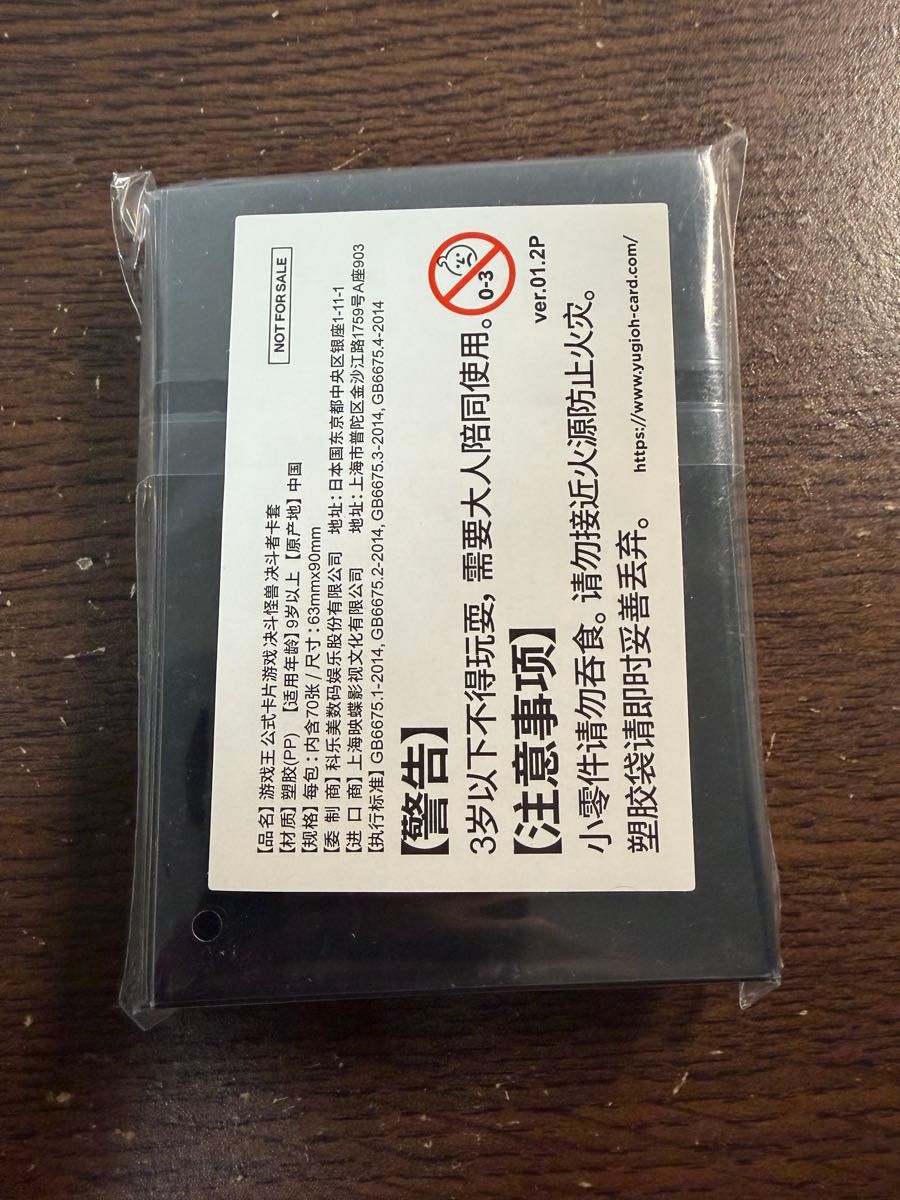 【品名】游戏王 公式卡片游戏 决斗怪兽 决斗者卡套
NOT FOR SALE
【材质】塑胶(PP) 【适用年龄】9岁以上 【原产地】中国
【规格】每包：内含70张 / 尺寸：63mmx90mm
【委 制 商】科乐美数码娱乐股份有限公司 地址：日本国东京都中央区银座1-11-1
【进 口 商】上海映蝶影视文化有限公司 地址：上海市普陀区金沙江路1759号A座903
【执行标准】GB6675.1-2014, GB6675.2-2014, GB6675.3-2014, GB6675.4-2014
【警告】
0-3
3岁以下不得玩耍，需要大人陪同使用。
【注意事项】
ver.01.2P
小零件请勿吞食。请勿接近火源防止火灾。
塑胶袋请即时妥善丢弃。
https://www.yugioh-card.com/